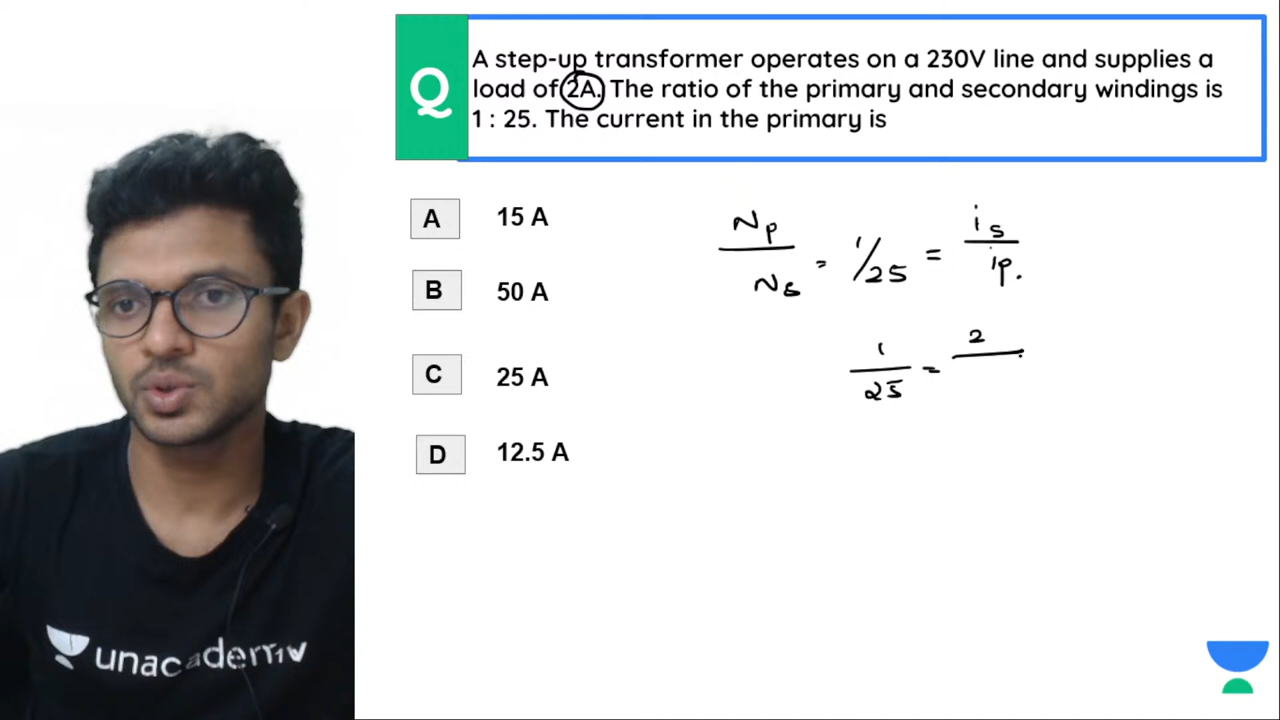 Q
A step-up transformer operates on a 230V line and supplies a
load of 2A. The ratio of the primary and secondary windings is
1 : 25. The current in the primary is
A 15 A
B 50 A
C 25 A
D 12.5 A
Np/Ns = 1/25 = is/ip.
1/25 = 2/
unacademy